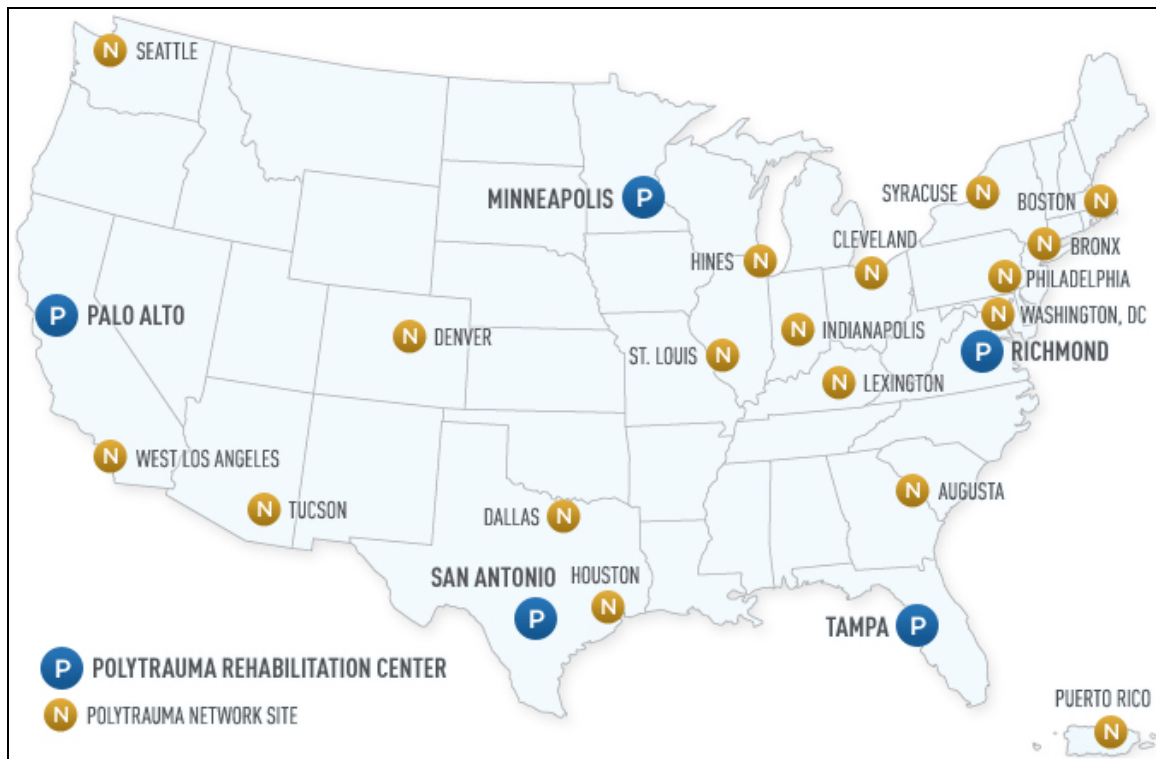 N SEATTLE
MINNEAPOLIS P
SYRACUSE N
BOSTON N
CLEVELAND
N
HINES N
N BRONX
N PHILADELPHIA
P PALO ALTO
N WASHINGTON, DC
N DENVER
N INDIANAPOLIS
ST. LOUIS N
P RICHMOND
N LEXINGTON
N WEST LOS ANGELES
N TUCSON
DALLAS N
N AUGUSTA
SAN ANTONIO
P
HOUSTON
N
TAMPA P
P POLYTRAUMA REHABILITATION CENTER
N POLYTRAUMA NETWORK SITE
PUERTO RICO
N